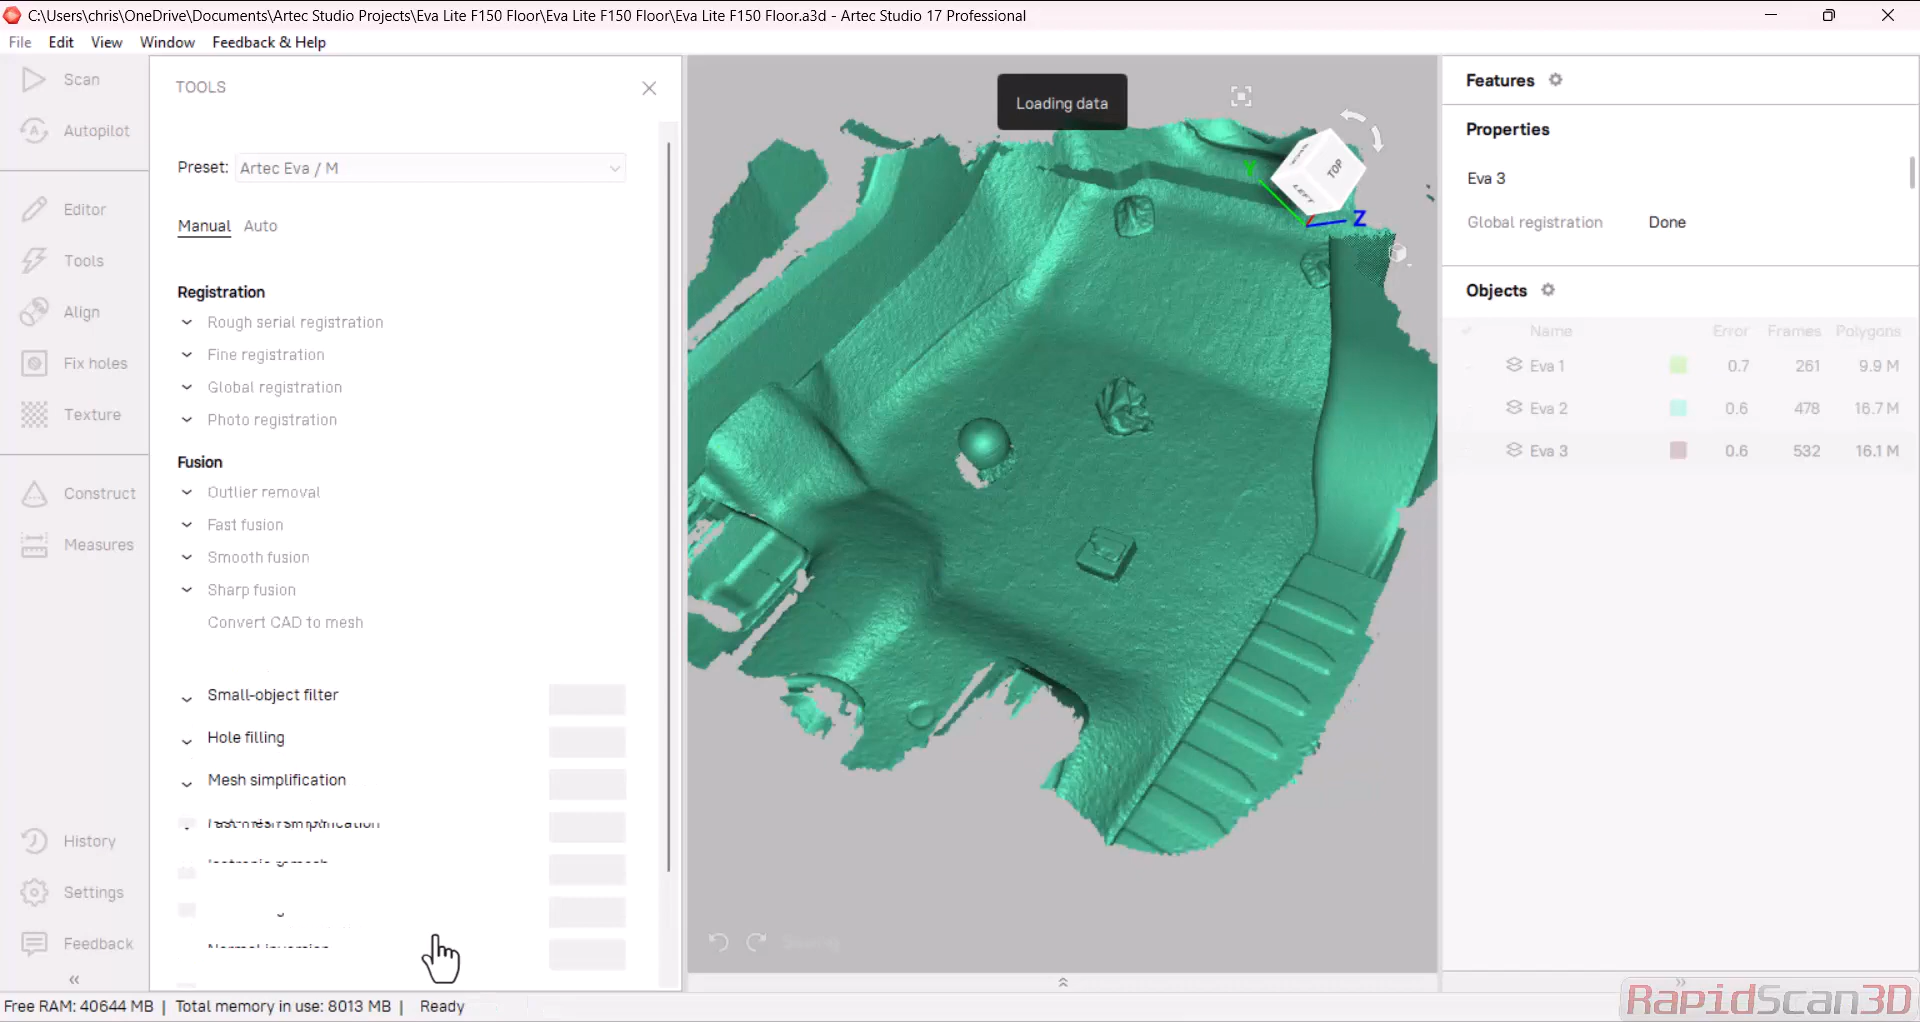 C:\Users\chris\OneDrive\Documents\Artec Studio Projects\Eva Lite F150 Floor\Eva Lite F150 Floor\Eva Lite F150 Floor.a3d - Artec Studio 17 Professional
File Edit View Window Feedback & Help
Scan
Autopilot
Editor
Tools
Align
Fix holes
Texture
Construct
Measures
History
Settings
Feedback
TOOLS
Preset: Artec Eva / M
Manual Auto
Registration
Rough serial registration
Fine registration
Global registration
Photo registration
Fusion
Outlier removal
Fast fusion
Smooth fusion
Sharp fusion
Convert CAD to mesh
Small-object filter
Hole filling
Mesh simplification
Loading data
TOP
LEFT
Y
Z
Features
Properties
Eva 3
Global registration Done
Objects
Name Error Frames Polygons
Eva 1 0.7 261 9.9 M
Eva 2 0.6 478 16.7 M
Eva 3 0.6 532 16.1 M
Free RAM: 40644 MB | Total memory in use: 8013 MB | Ready
RapidScan3D